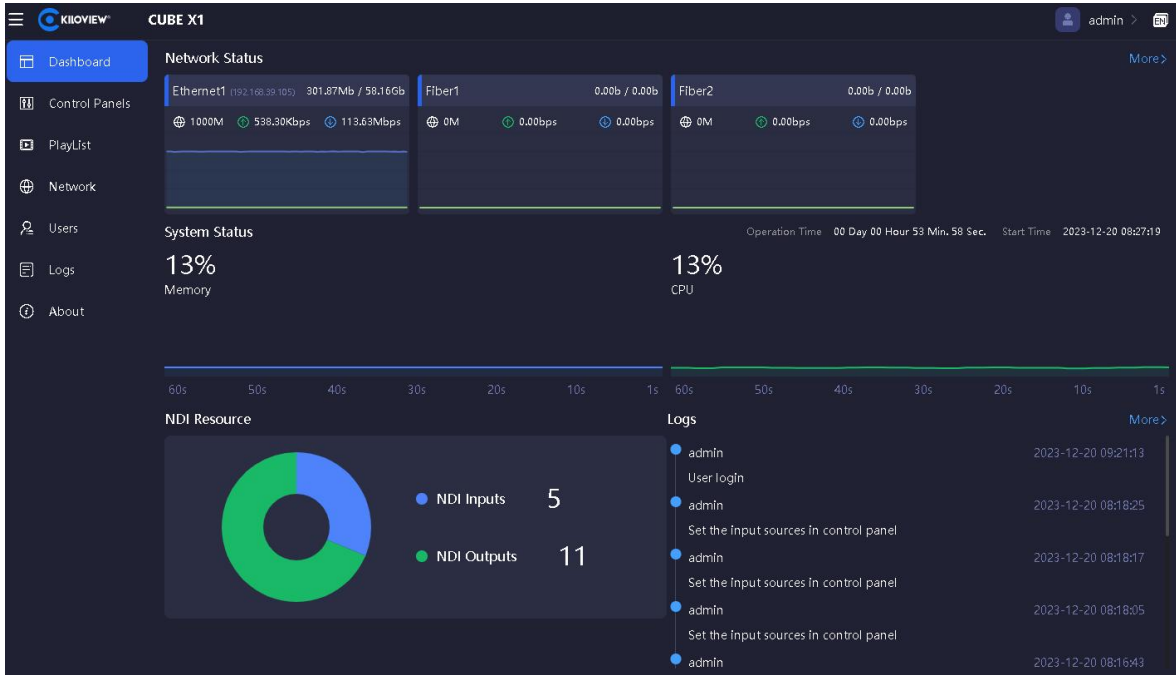 KILOVIEW® CUBE X1 admin > EN
Dashboard
Control Panels
PlayList
Network
Users
Logs
About
Network Status More>
Ethernet1 (192.168.39.105) 301.87Mb / 58.16Gb
1000M 538.30Kbps 113.63Mbps
Fiber1 0.00b / 0.00b
0M 0.00bps 0.00bps
Fiber2 0.00b / 0.00b
0M 0.00bps 0.00bps
System Status Operation Time 00 Day 00 Hour 53 Min. 58 Sec. Start Time 2023-12-20 08:27:19
13%
Memory
60s 50s 40s 30s 20s 10s 1s
13%
CPU
60s 50s 40s 30s 20s 10s 1s
NDI Resource
NDI Inputs 5
NDI Outputs 11
Logs More>
admin 2023-12-20 09:21:13
User login
admin 2023-12-20 08:18:25
Set the input sources in control panel
admin 2023-12-20 08:18:17
Set the input sources in control panel
admin 2023-12-20 08:18:05
Set the input sources in control panel
admin 2023-12-20 08:16:43